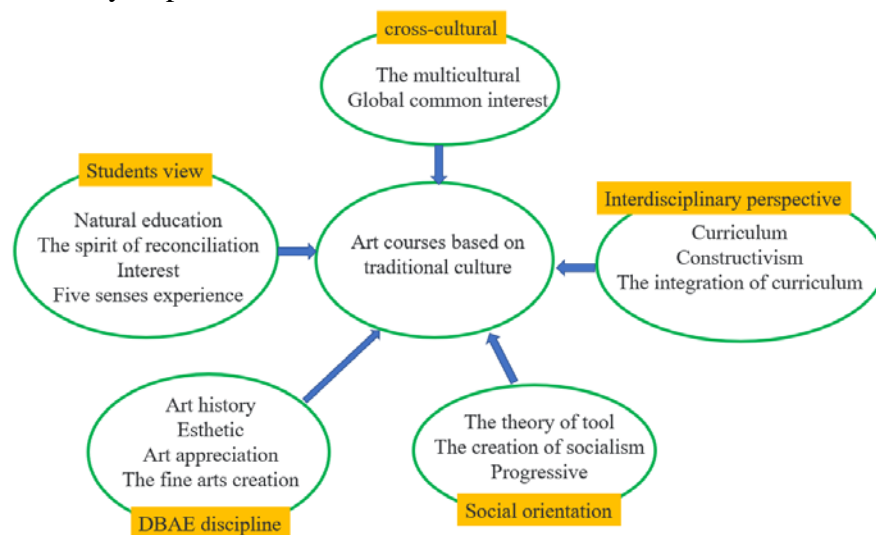 cross-cultural
The multicultural
Global common interest
Students view
Natural education
The spirit of reconciliation
Interest
Five senses experience
Art courses based on
traditional culture
Interdisciplinary perspective
Curriculum
Constructivism
The integration of curriculum
Art history
Esthetic
Art appreciation
The fine arts creation
DBAE discipline
The theory of tool
The creation of socialism
Progressive
Social orientation